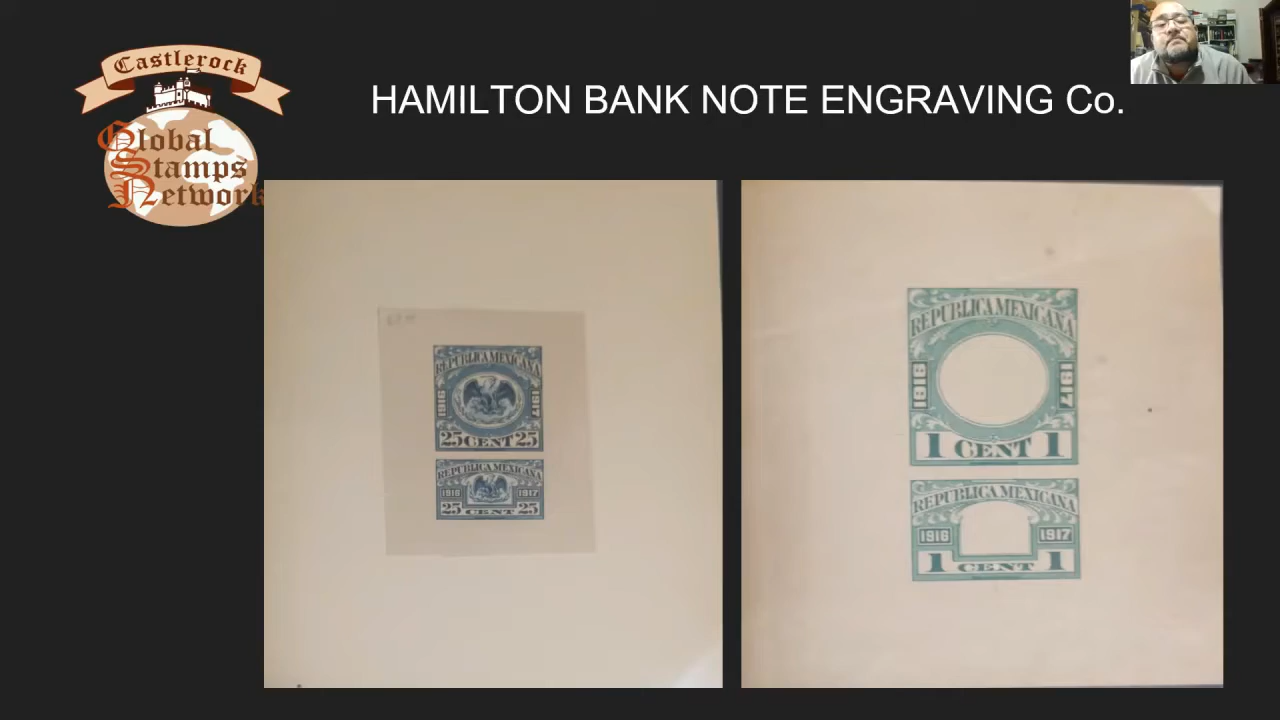 Castlerock
Global
Stamps
Network
HAMILTON BANK NOTE ENGRAVING Co.
REPUBLICA MEXICANA
1916
1917
25 CENT 25
REPUBLICA MEXICANA
1916 1917
25 CENT 25
REPUBLICA MEXICANA
1916
1917
1 CENT 1
REPUBLICA MEXICANA
1916 1917
1 CENT 1